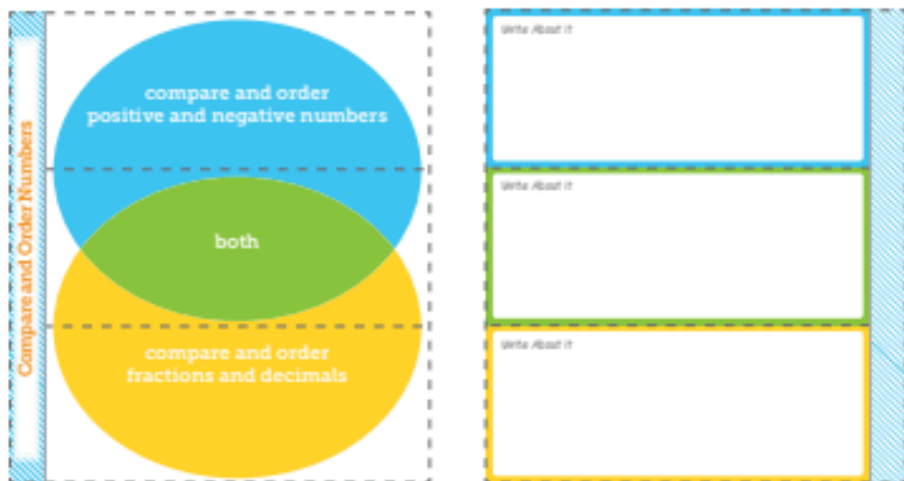 Compare and Order Numbers
compare and order
positive and negative numbers
both
compare and order
fractions and decimals
Write About It
Write About It
Write About It